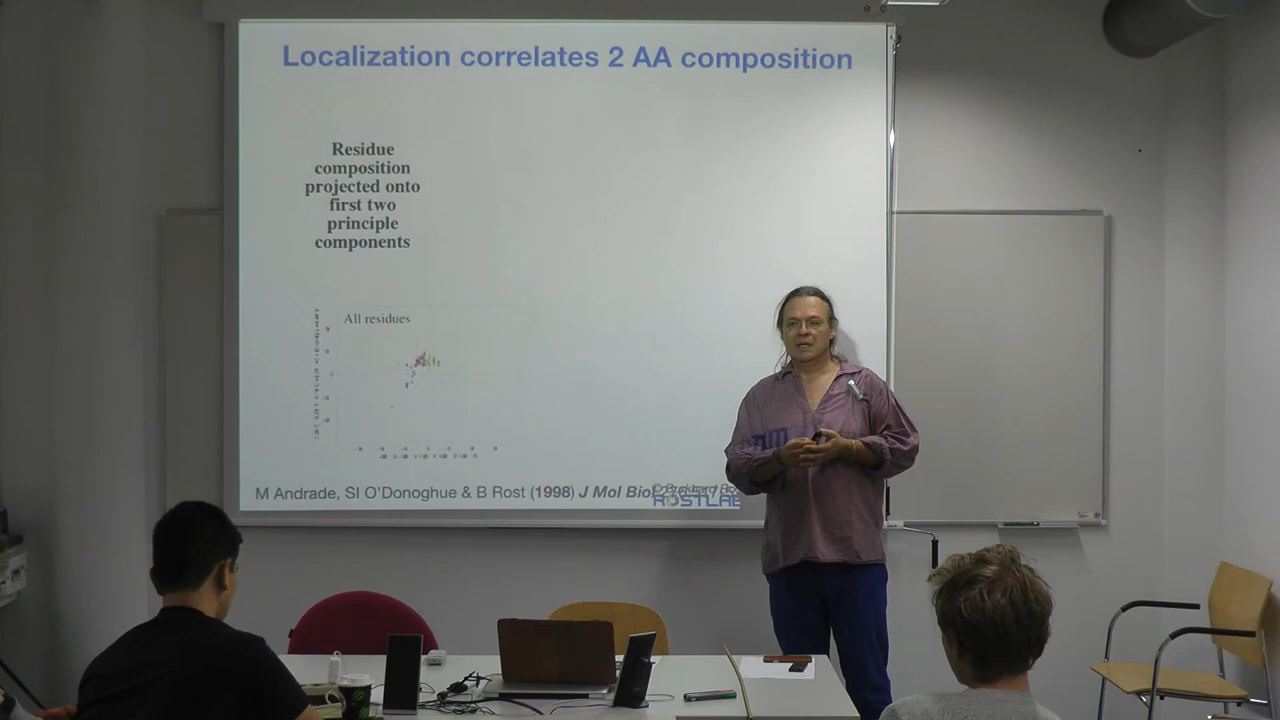 Localization correlates 2 AA composition
Residue
composition
projected onto
first two
principle
components
All residues
M Andrade, SI O'Donoghue & B Rost (1998) J Mol Biol
© Burkhard
ROSTLAB